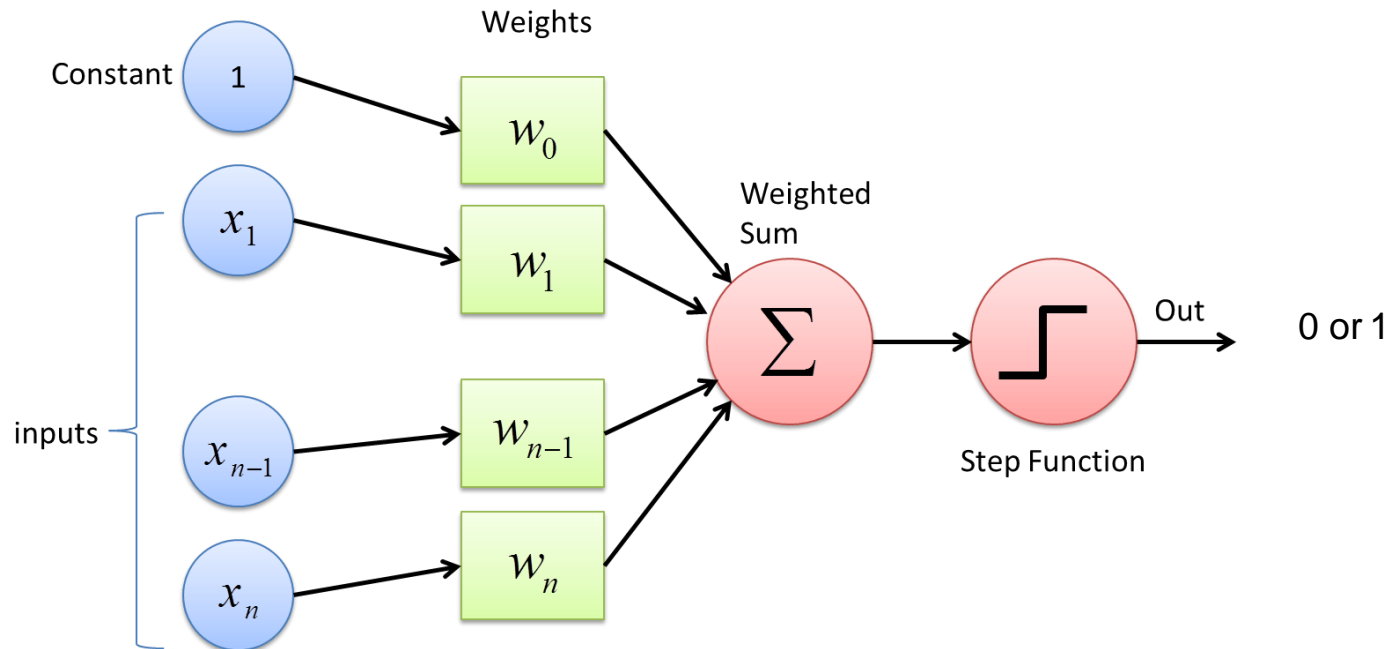 Weights
Constant
1
w₀
x₁
w₁
Weighted
Sum
∑
Out
0 or 1
inputs
xₙ₋₁
wₙ₋₁
Step Function
xₙ
wₙ